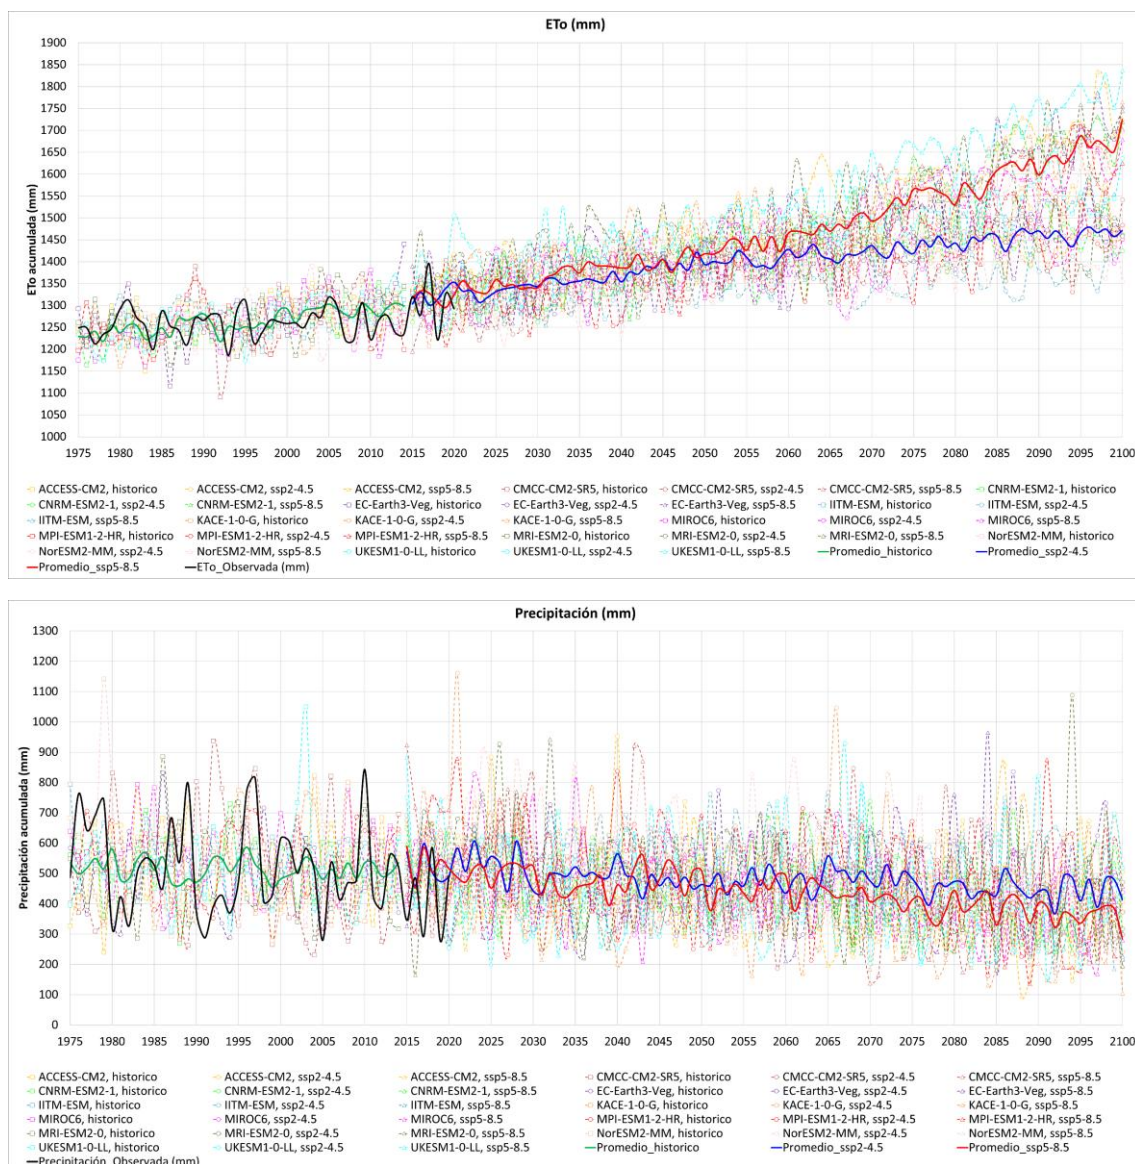 ETo (mm)
1900
1850
1800
1750
1700
1650
1600
1550
1500
1450
1400
1350
1300
1250
1200
1150
1100
1050
1000
ETo acumulada (mm)
1975 1980 1985 1990 1995 2000 2005 2010 2015 2020 2025 2030 2035 2040 2045 2050 2055 2060 2065 2070 2075 2080 2085 2090 2095 2100
ACCESS-CM2, historico ACCESS-CM2, ssp2-4.5 ACCESS-CM2, ssp5-8.5 CMCC-CM2-SR5, historico CMCC-CM2-SR5, ssp2-4.5 CMCC-CM2-SR5, ssp5-8.5 CNRM-ESM2-1, historico
CNRM-ESM2-1, ssp2-4.5 CNRM-ESM2-1, ssp5-8.5 EC-Earth3-Veg, historico EC-Earth3-Veg, ssp2-4.5 EC-Earth3-Veg, ssp5-8.5 IITM-ESM, historico IITM-ESM, ssp2-4.5
IITM-ESM, ssp5-8.5 KACE-1-0-G, historico KACE-1-0-G, ssp2-4.5 KACE-1-0-G, ssp5-8.5 MIROC6, historico MIROC6, ssp2-4.5 MIROC6, ssp5-8.5
MPI-ESM1-2-HR, historico MPI-ESM1-2-HR, ssp2-4.5 MPI-ESM1-2-HR, ssp5-8.5 MRI-ESM2-0, historico MRI-ESM2-0, ssp2-4.5 MRI-ESM2-0, ssp5-8.5 NorESM2-MM, historico
NorESM2-MM, ssp2-4.5 NorESM2-MM, ssp5-8.5 UKESM1-0-LL, historico UKESM1-0-LL, ssp2-4.5 UKESM1-0-LL, ssp5-8.5 Promedio_historico Promedio_ssp2-4.5
Promedio_ssp5-8.5 ETo_Observada (mm)
Precipitación (mm)
1300
1200
1100
1000
900
800
700
600
500
400
300
200
100
0
Precipitación acumulada (mm)
1975 1980 1985 1990 1995 2000 2005 2010 2015 2020 2025 2030 2035 2040 2045 2050 2055 2060 2065 2070 2075 2080 2085 2090 2095 2100
ACCESS-CM2, historico ACCESS-CM2, ssp2-4.5 ACCESS-CM2, ssp5-8.5 CMCC-CM2-SR5, historico CMCC-CM2-SR5, ssp2-4.5 CMCC-CM2-SR5, ssp5-8.5
CNRM-ESM2-1, historico CNRM-ESM2-1, ssp2-4.5 CNRM-ESM2-1, ssp5-8.5 EC-Earth3-Veg, historico EC-Earth3-Veg, ssp2-4.5 EC-Earth3-Veg, ssp5-8.5
IITM-ESM, historico IITM-ESM, ssp2-4.5 IITM-ESM, ssp5-8.5 KACE-1-0-G, historico KACE-1-0-G, ssp2-4.5 KACE-1-0-G, ssp5-8.5
MIROC6, historico MIROC6, ssp2-4.5 MIROC6, ssp5-8.5 MPI-ESM1-2-HR, historico MPI-ESM1-2-HR, ssp2-4.5 MPI-ESM1-2-HR, ssp5-8.5
MRI-ESM2-0, historico MRI-ESM2-0, ssp2-4.5 MRI-ESM2-0, ssp5-8.5 NorESM2-MM, historico NorESM2-MM, ssp2-4.5 NorESM2-MM, ssp5-8.5
UKESM1-0-LL, historico UKESM1-0-LL, ssp2-4.5 UKESM1-0-LL, ssp5-8.5 Promedio_historico Promedio_ssp2-4.5 Promedio_ssp5-8.5
Precipitación_Observada (mm)